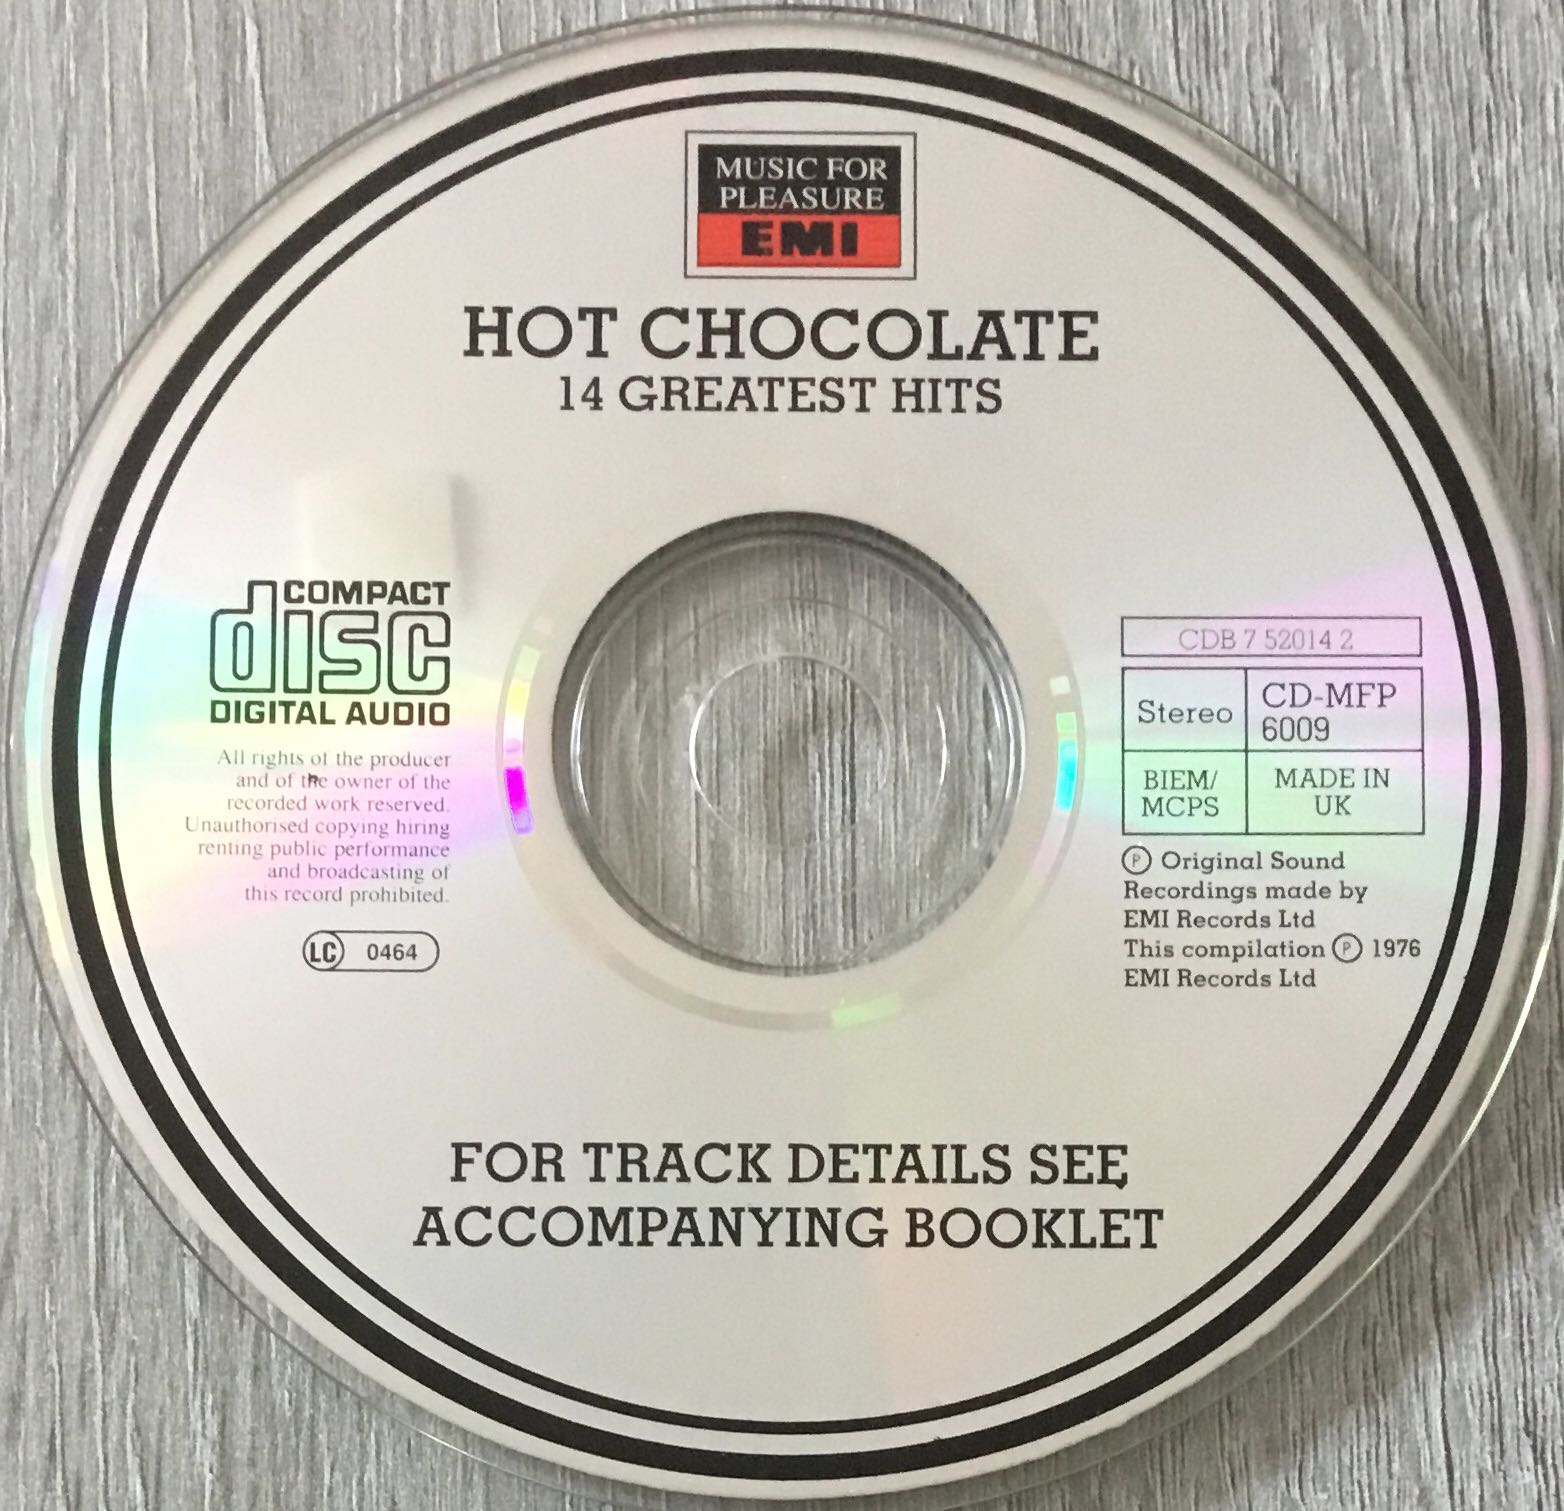 MUSIC FOR
PLEASURE
EMI
HOT CHOCOLATE
14 GREATEST HITS
COMPACT
disc
DIGITAL AUDIO
All rights of the producer
and of the owner of the
recorded work reserved.
Unauthorised copying hiring
renting public performance
and broadcasting of
this record prohibited.
LC 0464
CDB 7 52014 2
Stereo
CD-MFP
6009
BIEM/
MCPS
MADE IN
UK
Ⓟ Original Sound
Recordings made by
EMI Records Ltd
This compilation Ⓟ 1976
EMI Records Ltd
FOR TRACK DETAILS SEE
ACCOMPANYING BOOKLET